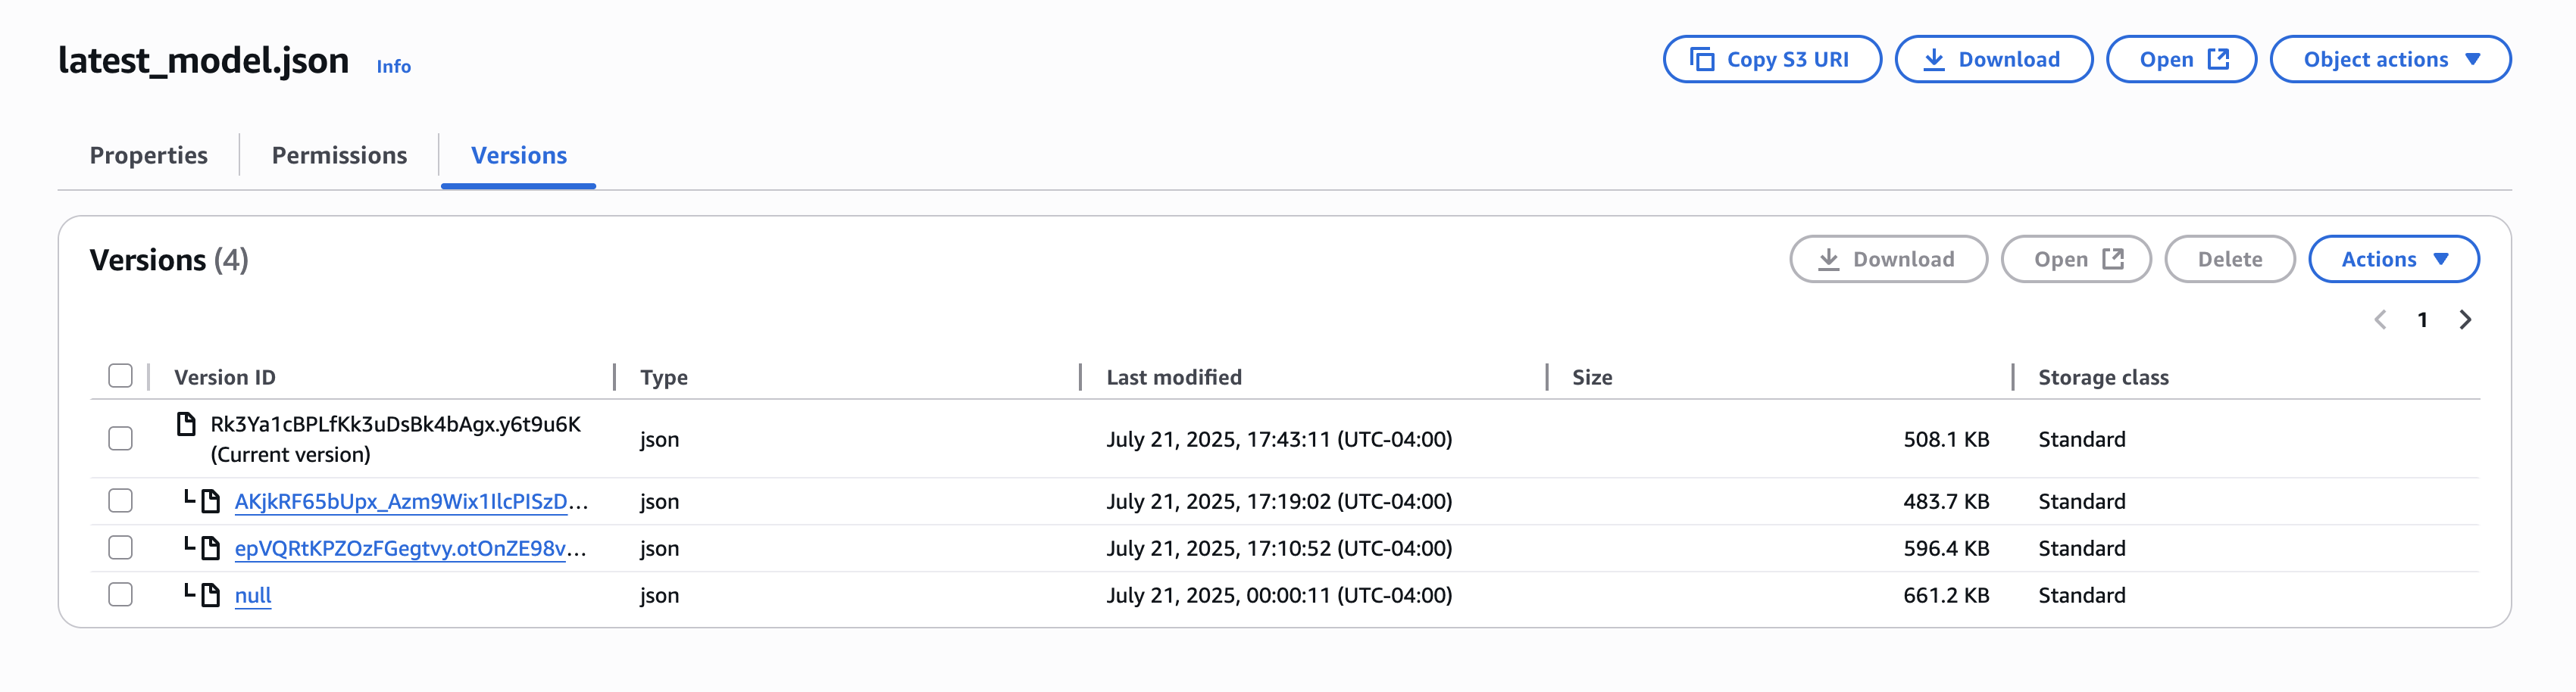 latest_model.json Info
Copy S3 URI Download Open Object actions
Properties Permissions Versions
Versions (4)
Download Open Delete Actions
1
Version ID Type Last modified Size Storage class
Rk3Ya1cBPLfKk3uDsBk4bAgx.y6t9u6K
(Current version) json July 21, 2025, 17:43:11 (UTC-04:00) 508.1 KB Standard
AKjkRF65bUpx_Azm9Wix1IlcPISzD... json July 21, 2025, 17:19:02 (UTC-04:00) 483.7 KB Standard
epVQRtKPZOzFGegtvy.otOnZE98v... json July 21, 2025, 17:10:52 (UTC-04:00) 596.4 KB Standard
null json July 21, 2025, 00:00:11 (UTC-04:00) 661.2 KB Standard